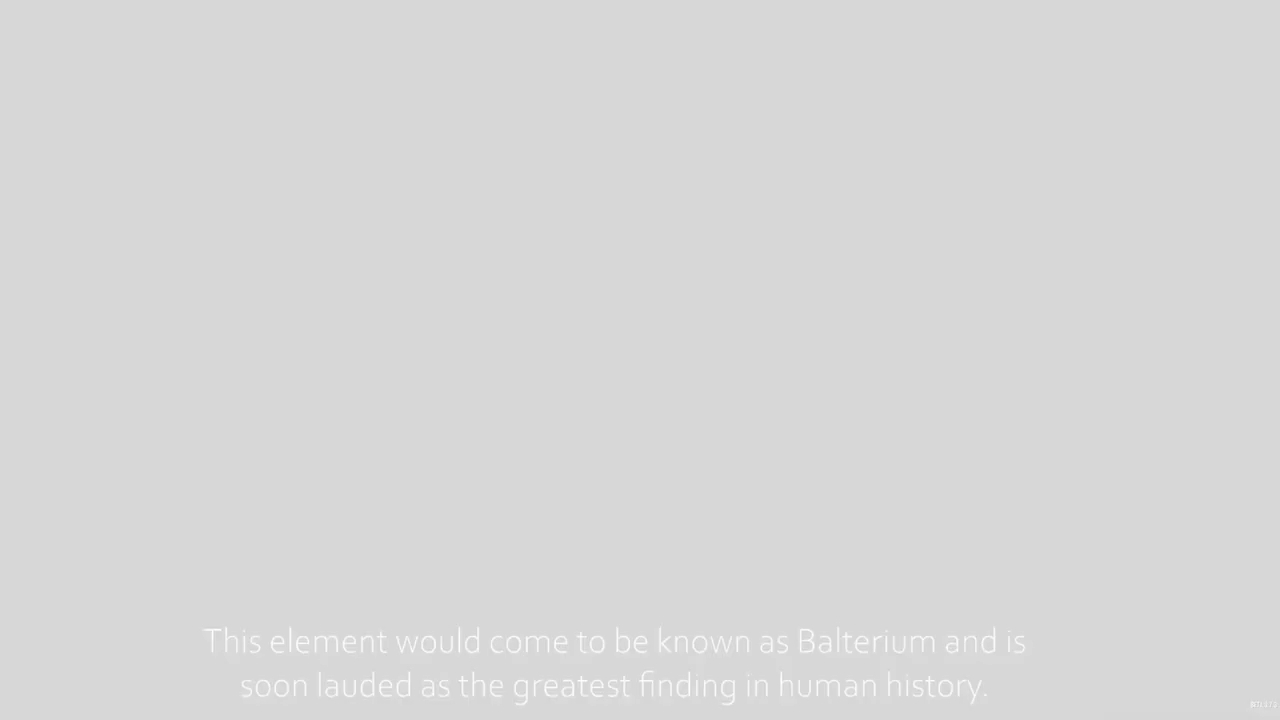 This element would come to be known as Balterium and is
soon lauded as the greatest finding in human history.